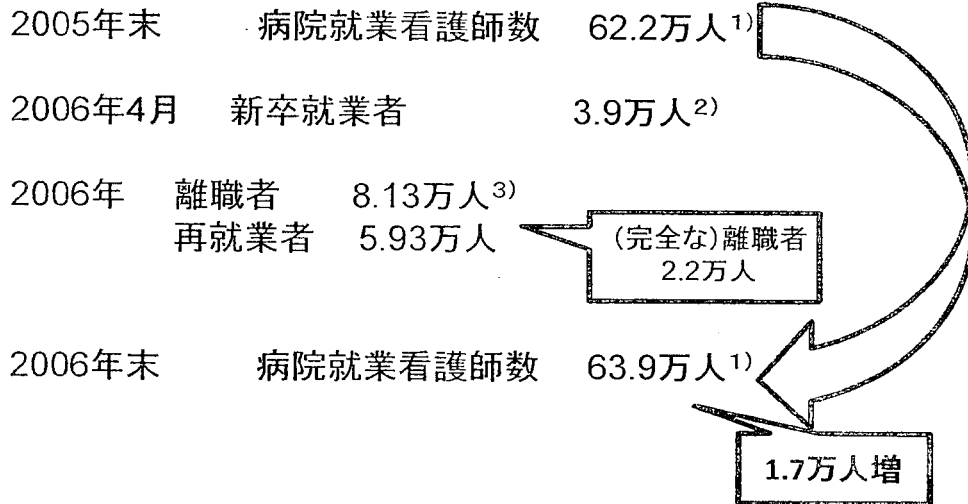 2005年末 病院就業看護師数 62.2万人1)
2006年4月 新卒就業者 3.9万人2)
2006年 離職者 8.13万人3)
再就業者 5.93万人
(完全な)離職者
2.2万人
2006年末 病院就業看護師数 63.9万人1)
1.7万人増